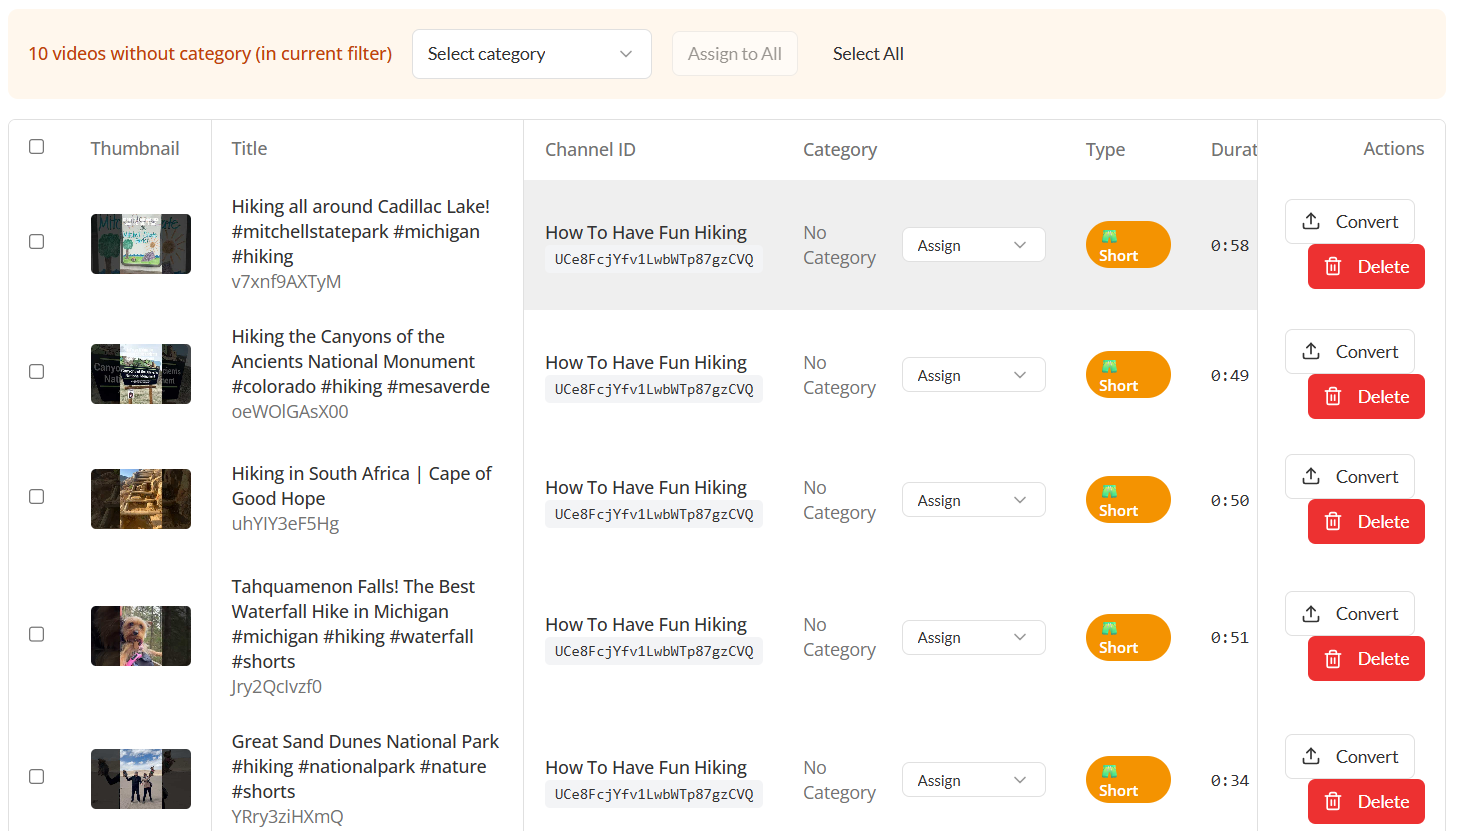 10 videos without category (in current filter)
Select category
Assign to All
Select All
Thumbnail
Title
Channel ID
Category
Type
Durat
Actions
Hiking all around Cadillac Lake!
#mitchellstatepark #michigan
#hiking
v7xnf9AXTyM
How To Have Fun Hiking
UCe8FcjYfv1LwbWTp87gzCVQ
No
Category
Assign
Short
0:58
Convert
Delete
Hiking the Canyons of the
Ancients National Monument
#colorado #hiking #mesaverde
oeWOlGAsX00
How To Have Fun Hiking
UCe8FcjYfv1LwbWTp87gzCVQ
No
Category
Assign
Short
0:49
Convert
Delete
Hiking in South Africa | Cape of
Good Hope
uhYIY3eF5Hg
How To Have Fun Hiking
UCe8FcjYfv1LwbWTp87gzCVQ
No
Category
Assign
Short
0:50
Convert
Delete
Tahquamenon Falls! The Best
Waterfall Hike in Michigan
#michigan #hiking #waterfall
#shorts
Jry2QcIvzf0
How To Have Fun Hiking
UCe8FcjYfv1LwbWTp87gzCVQ
No
Category
Assign
Short
0:51
Convert
Delete
Great Sand Dunes National Park
#hiking #nationalpark #nature
#shorts
YRry3ziHXmQ
How To Have Fun Hiking
UCe8FcjYfv1LwbWTp87gzCVQ
No
Category
Assign
Short
0:34
Convert
Delete